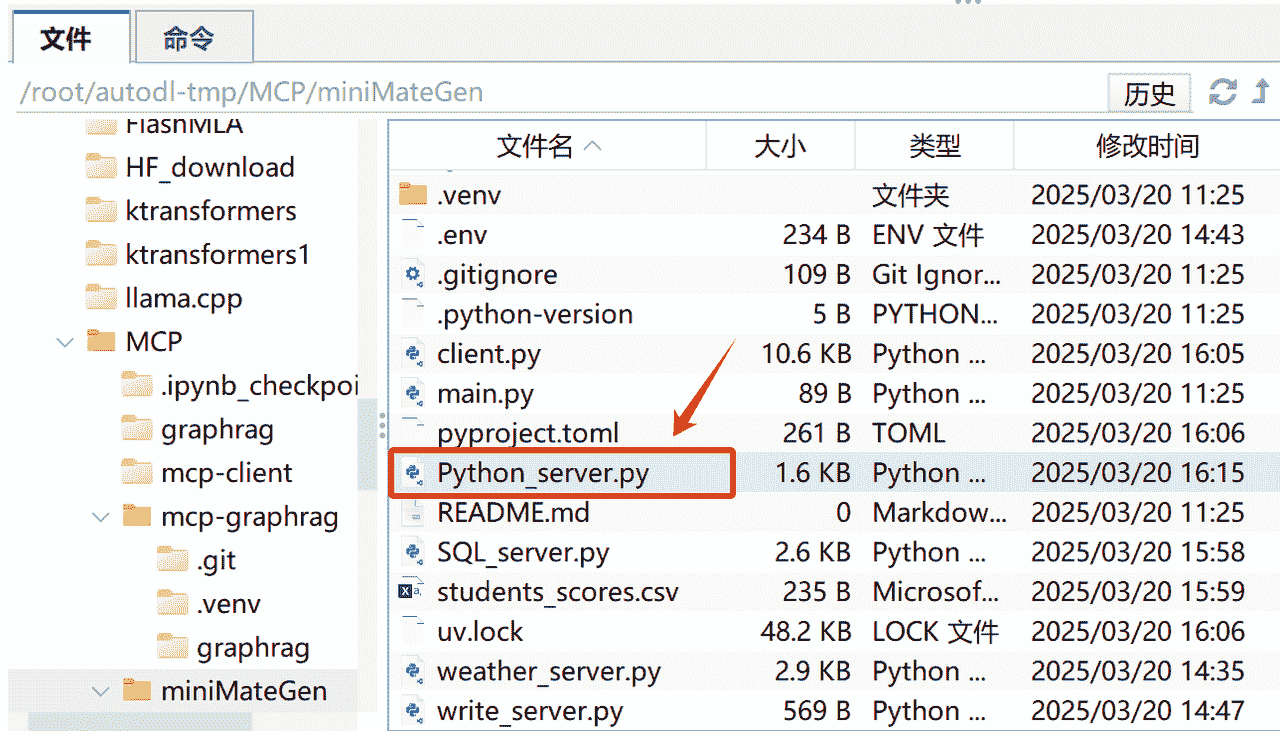 文件 命令
/root/autodl-tmp/MCP/miniMateGen 历史
FlashMLA
HF_download
ktransformers
ktransformers1
llama.cpp
MCP
.ipynb_checkpoi
graphrag
mcp-client
mcp-graphrag
.git
.venv
graphrag
miniMateGen
文件名 大小 类型 修改时间
.venv 文件夹 2025/03/20 11:25
.env 234 B ENV 文件 2025/03/20 14:43
.gitignore 109 B Git Ignor... 2025/03/20 11:25
.python-version 5 B PYTHON... 2025/03/20 11:25
client.py 10.6 KB Python ... 2025/03/20 16:05
main.py 89 B Python ... 2025/03/20 11:25
pyproject.toml 261 B TOML 2025/03/20 16:06
Python_server.py 1.6 KB Python ... 2025/03/20 16:15
README.md 0 Markdow... 2025/03/20 11:25
SQL_server.py 2.6 KB Python ... 2025/03/20 15:58
students_scores.csv 235 B Microsof... 2025/03/20 15:59
uv.lock 48.2 KB LOCK 文件 2025/03/20 16:06
weather_server.py 2.9 KB Python ... 2025/03/20 14:35
write_server.py 569 B Python ... 2025/03/20 14:47